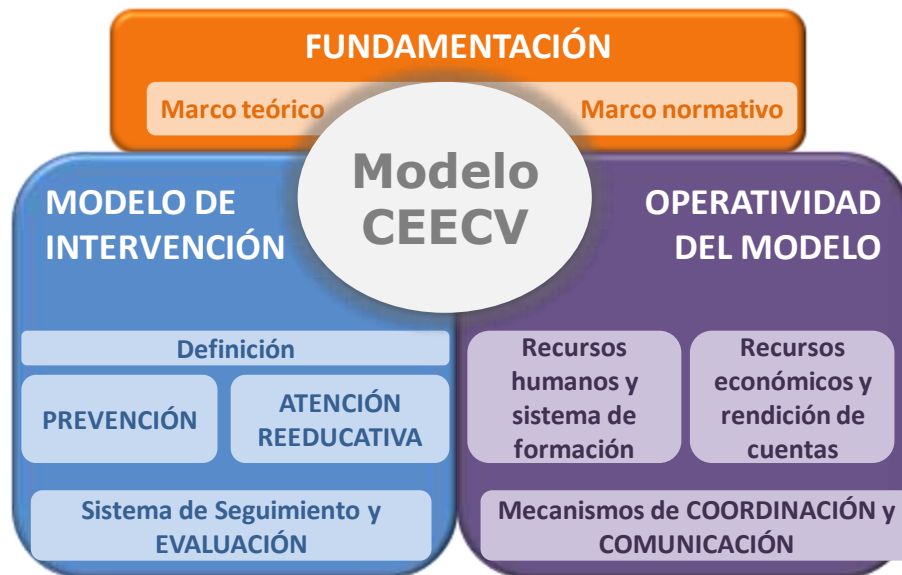 FUNDAMENTACIÓN
Marco teórico
Marco normativo
Modelo
CEECV
MODELO DE
INTERVENCIÓN
Definición
PREVENCIÓN
ATENCIÓN
REEDUCATIVA
Sistema de Seguimiento y
EVALUACIÓN
OPERATIVIDAD
DEL MODELO
Recursos
humanos y
sistema de
formación
Recursos
económicos y
rendición de
cuentas
Mecanismos de COORDINACIÓN y
COMUNICACIÓN